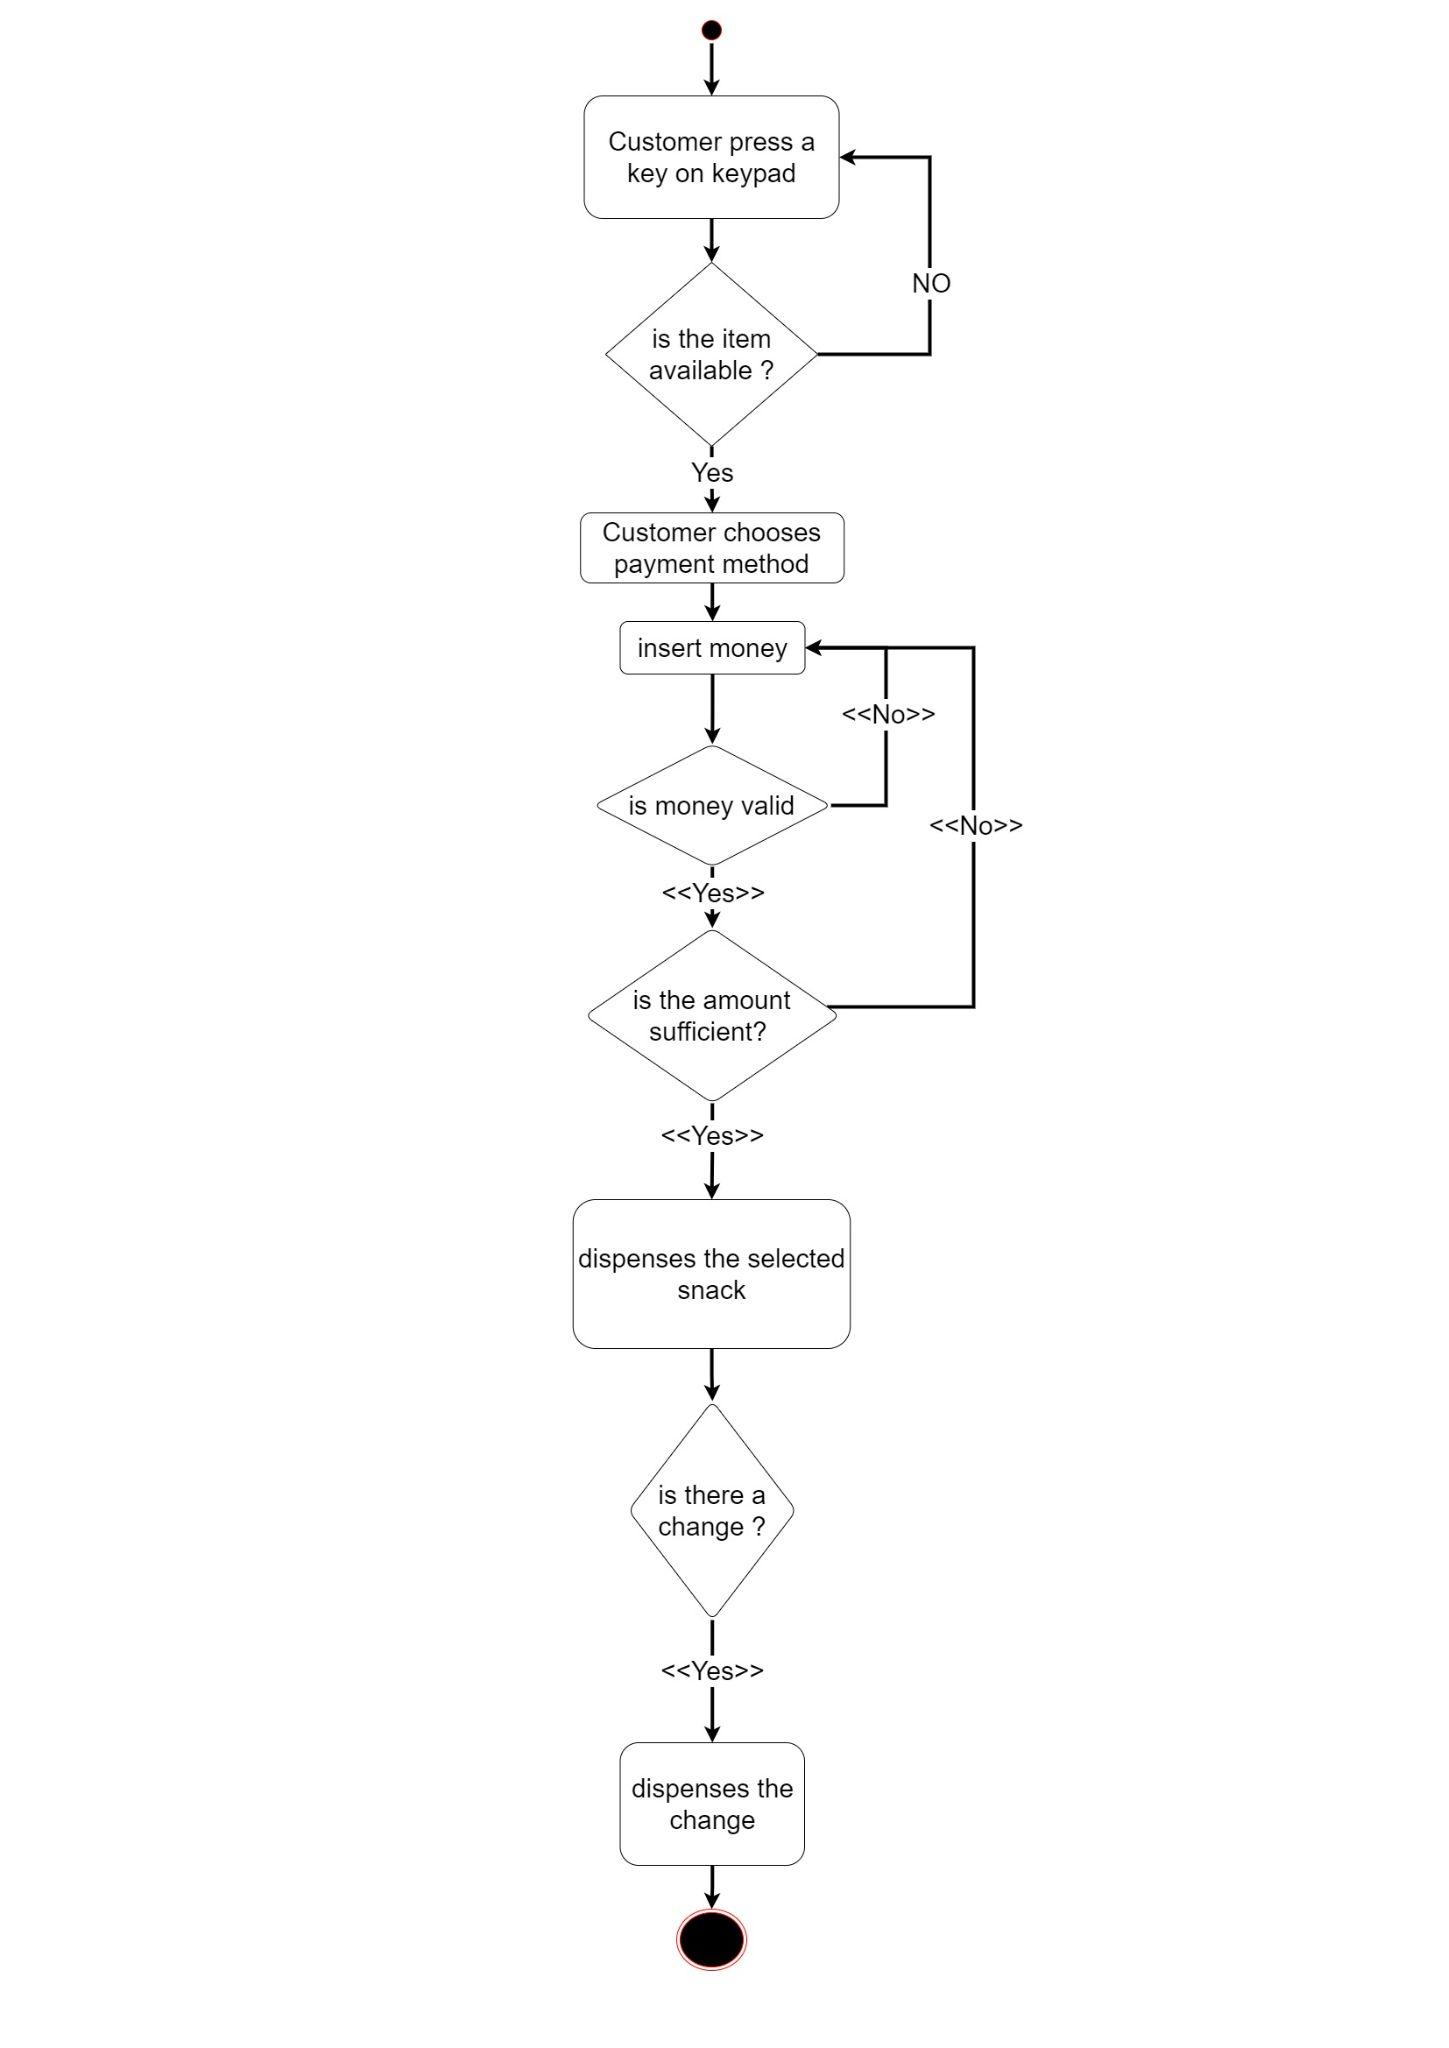 Customer press a
key on keypad
NO
is the item
available ?
Yes
Customer chooses
payment method
insert money
<<No>>
is money valid
<<No>>
<<Yes>>
is the amount
sufficient?
<<Yes>>
dispenses the selected
snack
is there a
change ?
<<Yes>>
dispenses the
change